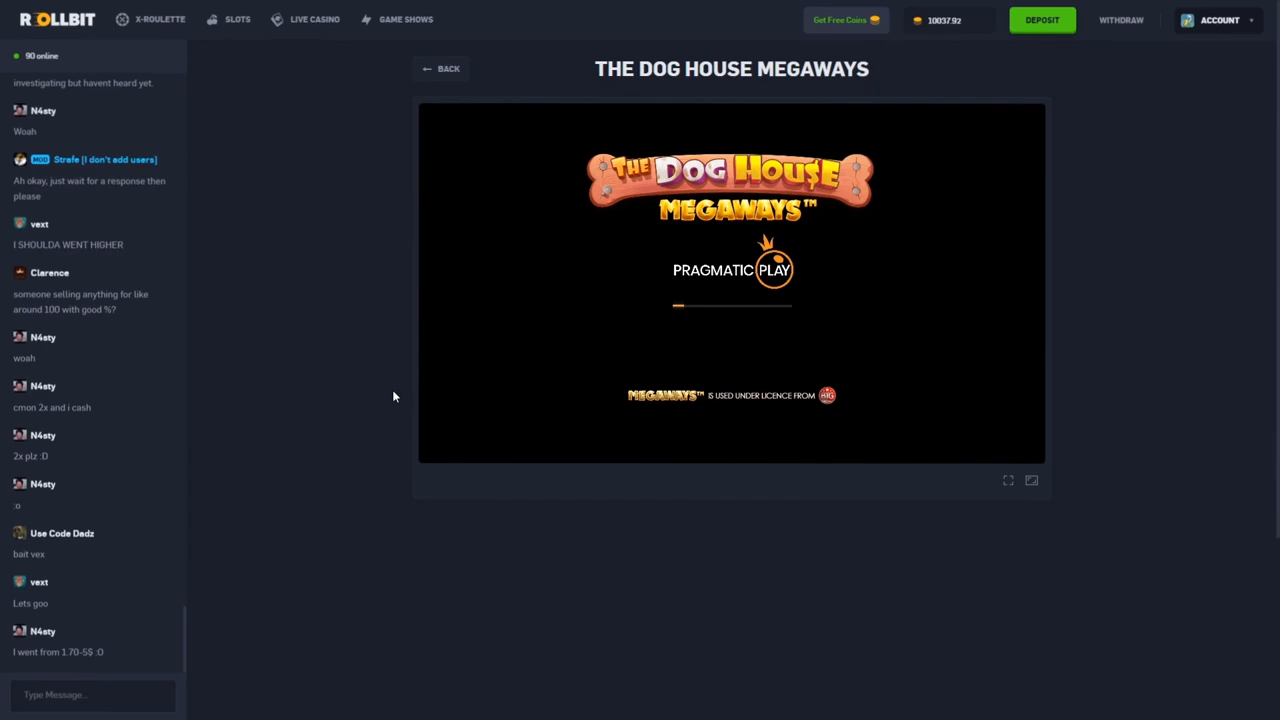 ROLLBIT
X-ROULETTE
SLOTS
LIVE CASINO
GAME SHOWS
Get Free Coins
10037.92
DEPOSIT
WITHDRAW
ACCOUNT
90 online
investigating but havent heard yet.
N4sty
Woah
MOD Strafe [I don't add users]
Ah okay, just wait for a response then
please
vext
I SHOULDA WENT HIGHER
Clarence
someone selling anything for like
around 100 with good %?
N4sty
woah
N4sty
cmon 2x and i cash
N4sty
2x plz :D
N4sty
:o
Use Code Dadz
bait vex
vext
Lets goo
N4sty
I went from 1.70-5$ :O
Type Message...
← BACK
THE DOG HOUSE MEGAWAYS
THE DOG HOU$E
MEGAWAYS™
PRAGMATIC PLAY
MEGAWAYS™ IS USED UNDER LICENCE FROM BIG